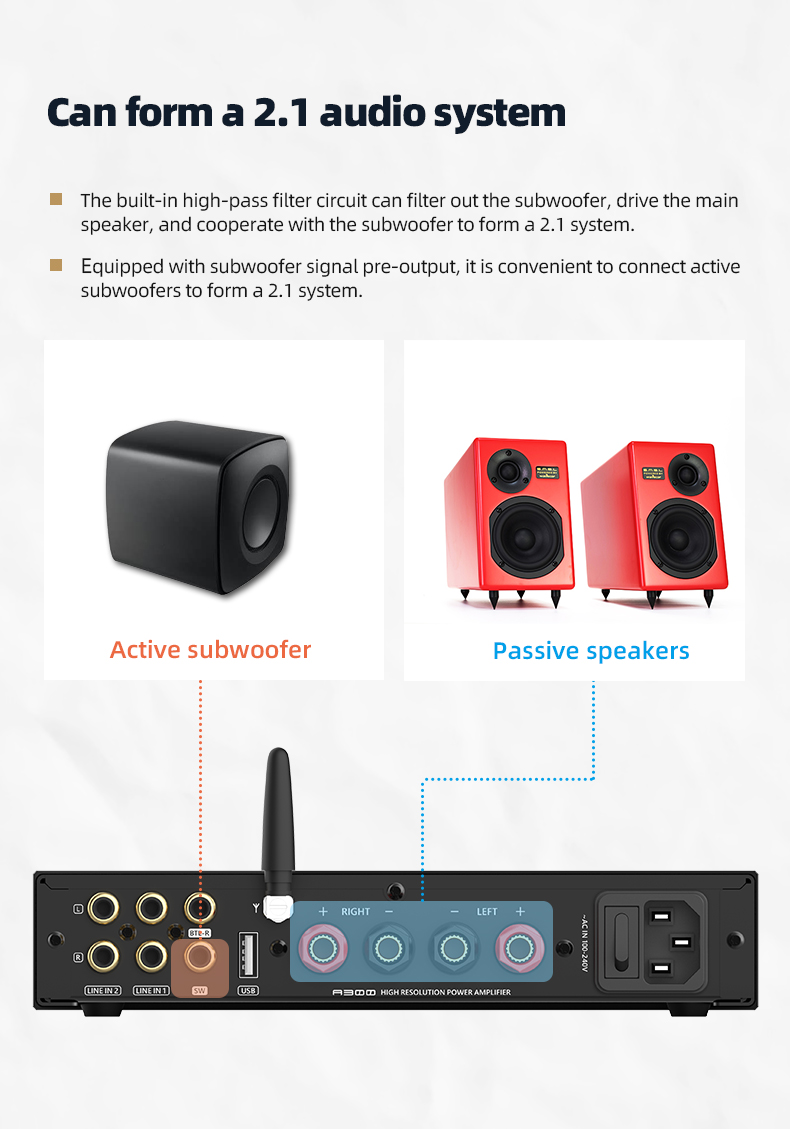 Can form a 2.1 audio system
The built-in high-pass filter circuit can filter out the subwoofer, drive the main
speaker, and cooperate with the subwoofer to form a 2.1 system.
Equipped with subwoofer signal pre-output, it is convenient to connect active
subwoofers to form a 2.1 system.
Active subwoofer
Passive speakers
L
R
BTL-R
LINE IN 2
LINE IN 1
SW
USB
+ RIGHT −
− LEFT +
A300 HIGH RESOLUTION POWER AMPLIFIER
~AC IN 100-240V